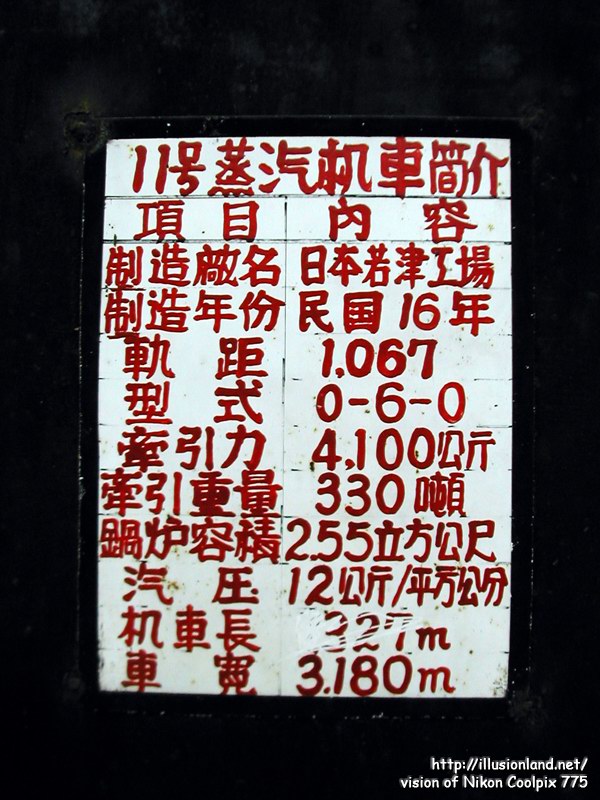 11号蒸汽机車简介
項目 内容
制造廠名 日本若津工場
制造年份 民国16年
軌距 1,067
型式 0-6-0
牽引力 4,100公斤
牽引重量 330吨
鍋炉容積 2.55立方公尺
汽圧 12公斤/平方公分
机車長 327m
車寬 3.180m
http://illusionland.net/
vision of Nikon Coolpix 775